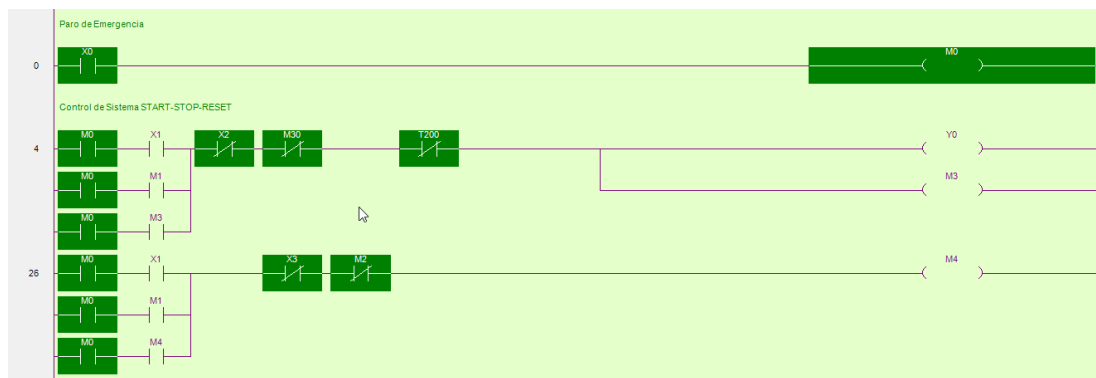 Paro de Emergencia
X0 M0
0
Control de Sistema START-STOP-RESET
M0 X1 X2 M30 T200 Y0
4
M0 M1 M3
M0 M3
M0 X1 X3 M2 M4
26
M0 M1
M0 M4